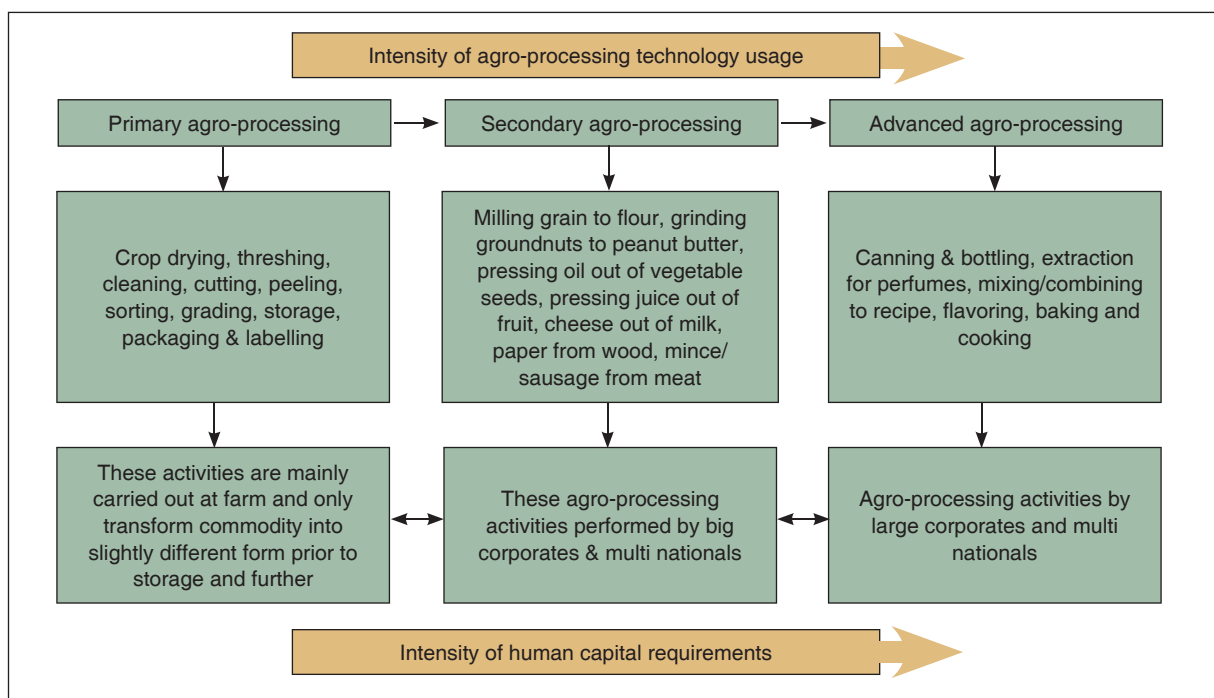 Intensity of agro-processing technology usage
Primary agro-processing
Secondary agro-processing
Advanced agro-processing
Crop drying, threshing,
cleaning, cutting, peeling,
sorting, grading, storage,
packaging & labelling
Milling grain to flour, grinding
groundnuts to peanut butter,
pressing oil out of vegetable
seeds, pressing juice out of
fruit, cheese out of milk,
paper from wood, mince/
sausage from meat
Canning & bottling, extraction
for perfumes, mixing/combining
to recipe, flavoring, baking and
cooking
These activities are mainly
carried out at farm and only
transform commodity into
slightly different form prior to
storage and further
These agro-processing
activities performed by big
corporates & multi nationals
Agro-processing activities by
large corporates and multi
nationals
Intensity of human capital requirements